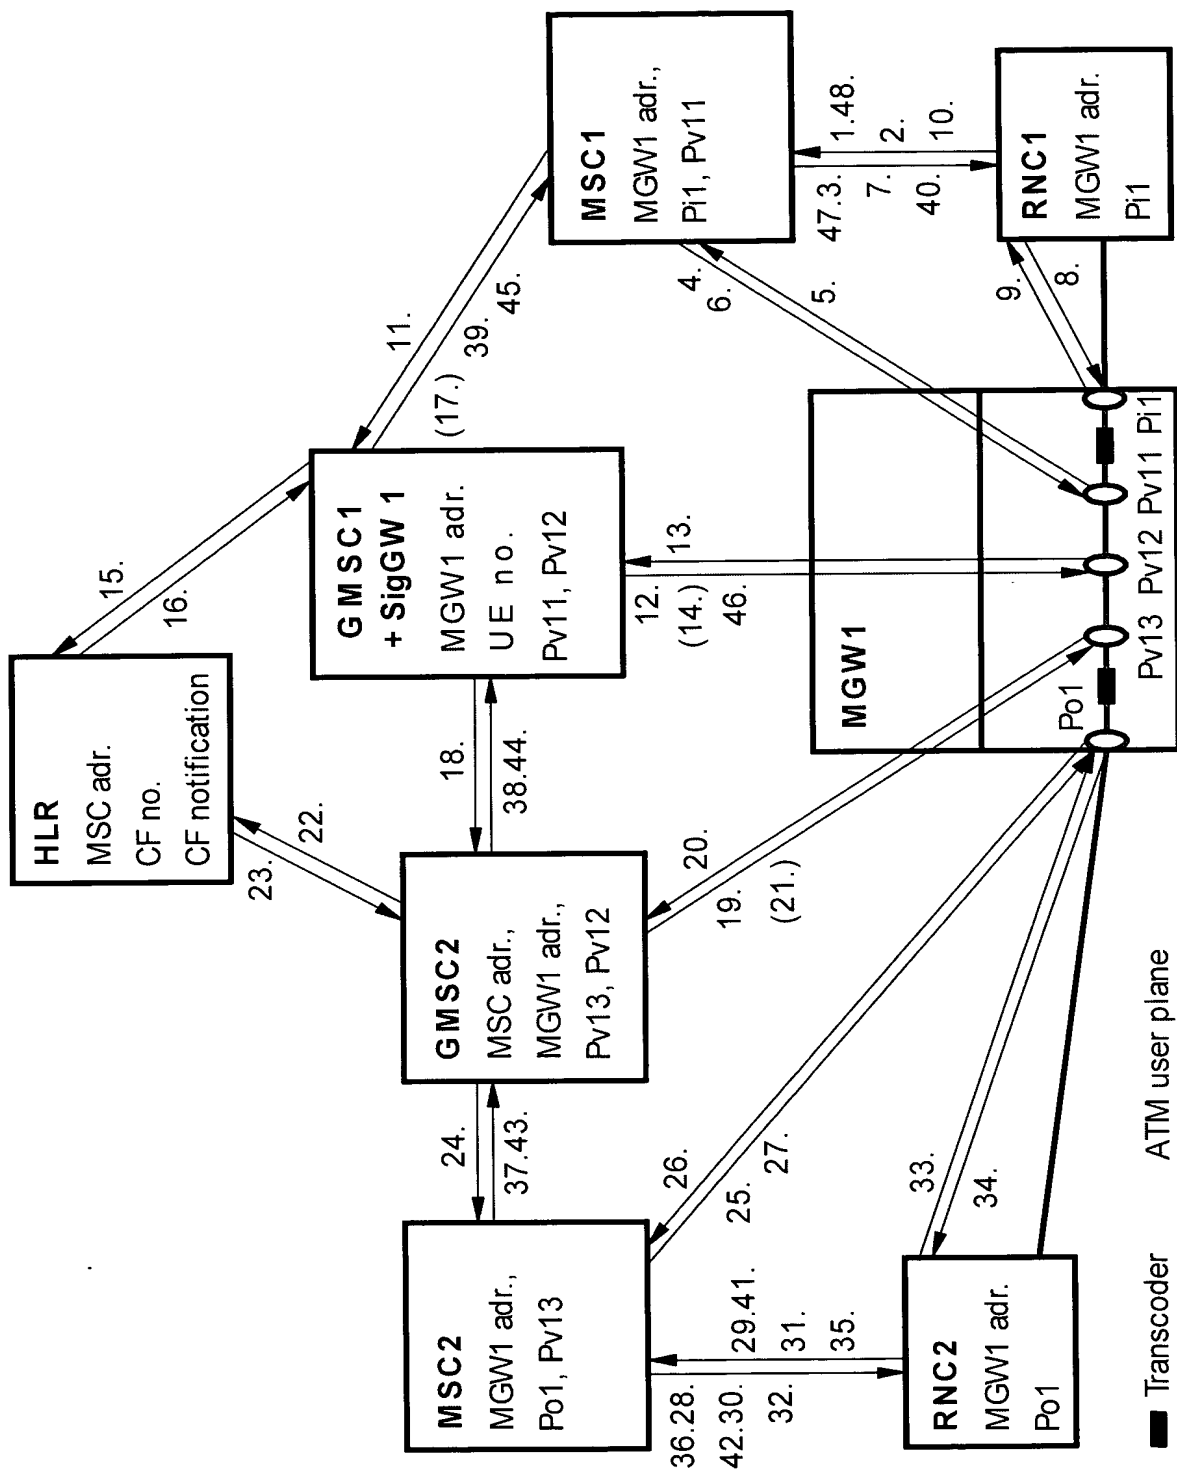 HLR
MSC adr.
CF no.
CF notification
15.
16.
23.
22.
MSC2
MGW1 adr.,
Po1, Pv13
24.
37.43.
GMSC2
MSC adr.,
MGW1 adr.,
Pv13, Pv12
18.
38.44.
GMSC1
+ SigGW 1
MGW1 adr.
UE no.
Pv11, Pv12
11.
(17.)
39.
45.
MSC1
MGW1 adr.,
Pi1, Pv11
36.28.
42.30.
32.
29.41.
31.
35.
26.
25.
27.
20.
19.
(21.)
12.
(14.)
46.
13.
4.
6.
5.
47.3.
7.
40.
1.48.
2.
10.
RNC2
MGW1 adr.
Po1
33.
34.
MGW1
Po1
Pv13 Pv12 Pv11 Pi1
9.
8.
RNC1
MGW1 adr.
Pi1
Transcoder
ATM user plane